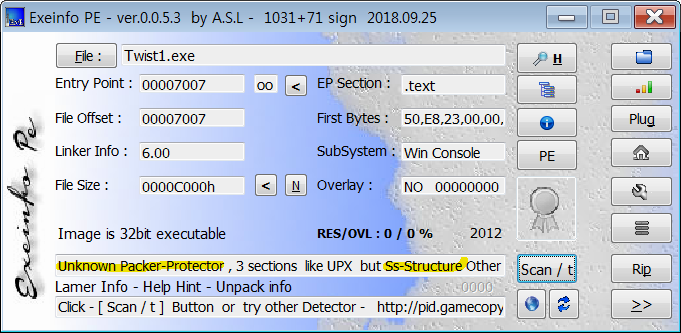 Exeinfo PE - ver.0.0.5.3 by A.S.L - 1031+71 sign 2018.09.25
File : Twist1.exe H
Entry Point : 00007007 oo < EP Section : .text
File Offset : 00007007 First Bytes : 50,E8,23,00,00, Plug
Linker Info : 6.00 SubSystem : Win Console PE
File Size : 0000C000h < N Overlay : NO 00000000
Image is 32bit executable RES/OVL : 0 / 0 % 2012
Unknown Packer-Protector , 3 sections like UPX but Ss-Structure Other Scan / t Rip
Lamer Info - Help Hint - Unpack info 0000
Click - [ Scan / t ] Button or try other Detector - http://pid.gamecopy >>
Exeinfo Pe